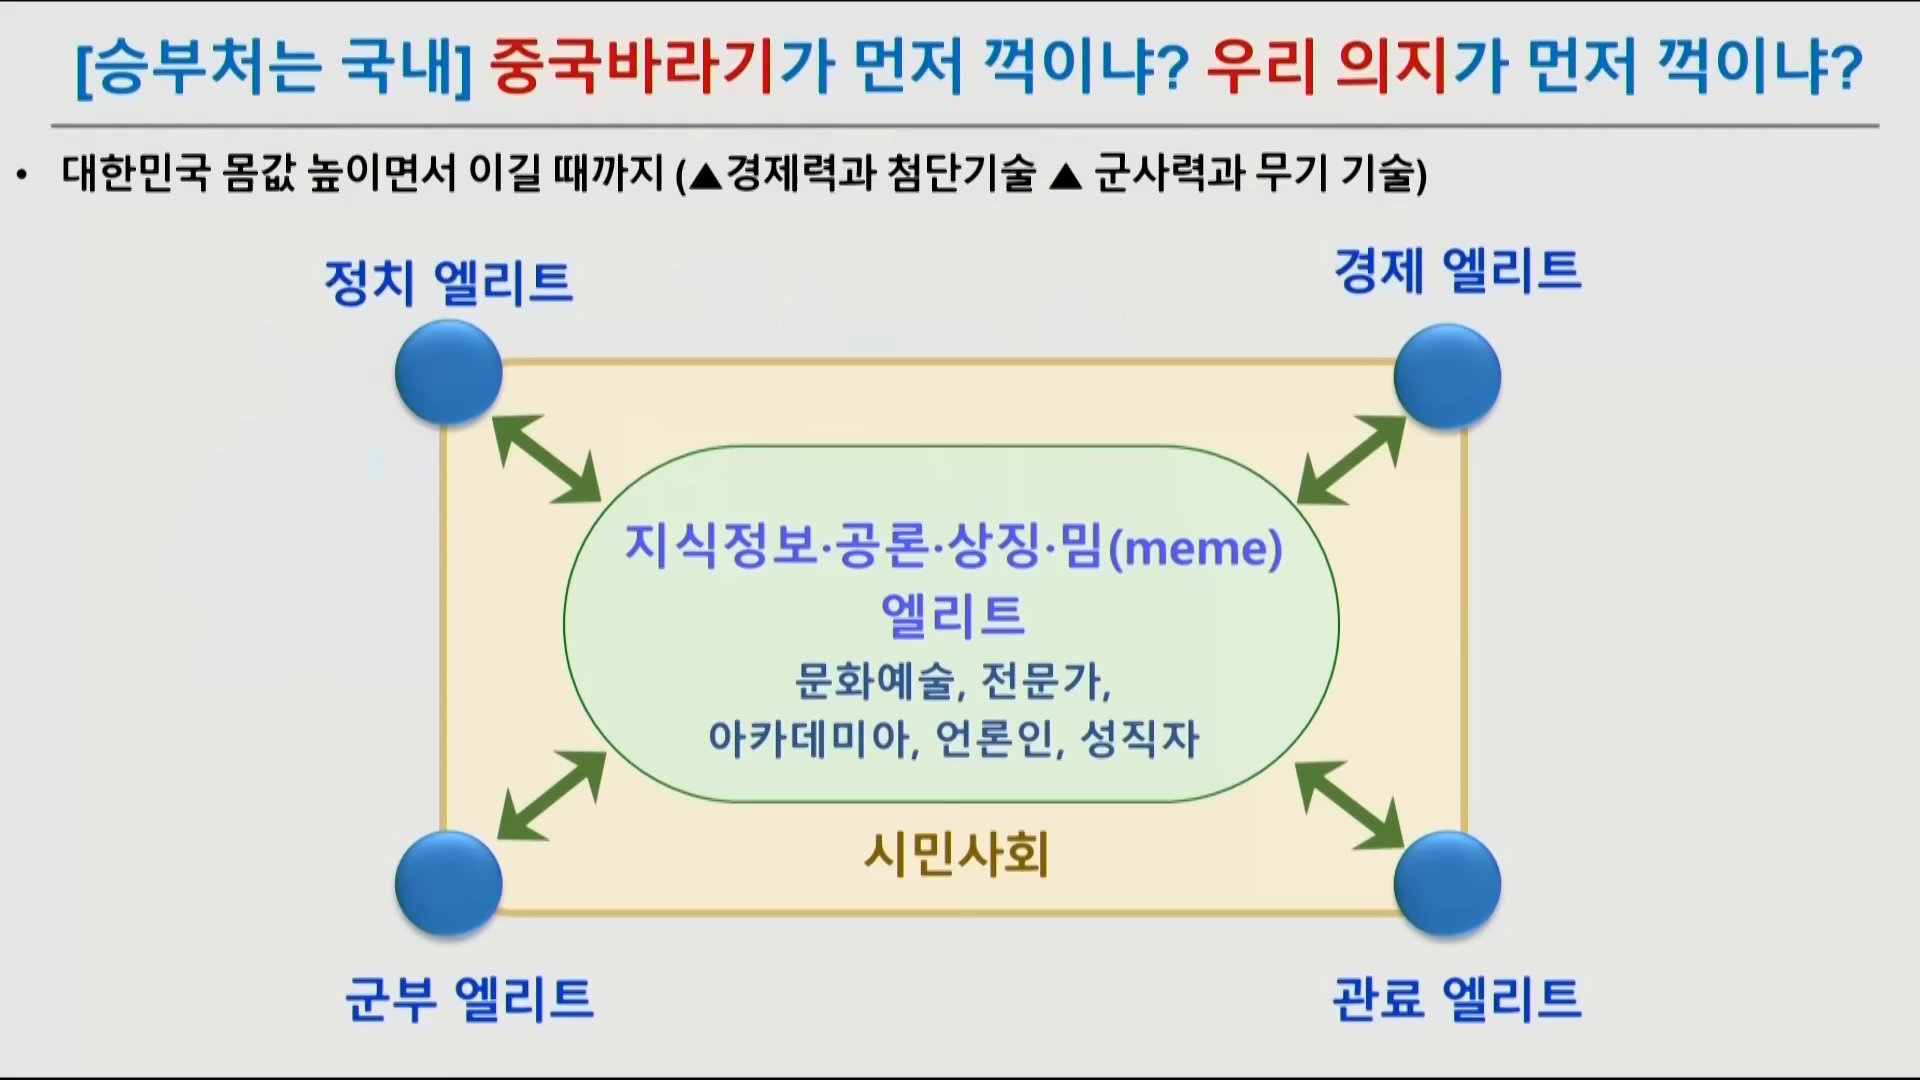 [승부처는 국내] 중국바라기가 먼저 꺽이냐? 우리 의지가 먼저 꺽이냐?
• 대한민국 몸값 높이면서 이길 때까지 (▲경제력과 첨단기술 ▲ 군사력과 무기 기술)
정치 엘리트
경제 엘리트
지식정보·공론·상징·밈(meme)
엘리트
문화예술, 전문가,
아카데미아, 언론인, 성직자
시민사회
군부 엘리트
관료 엘리트